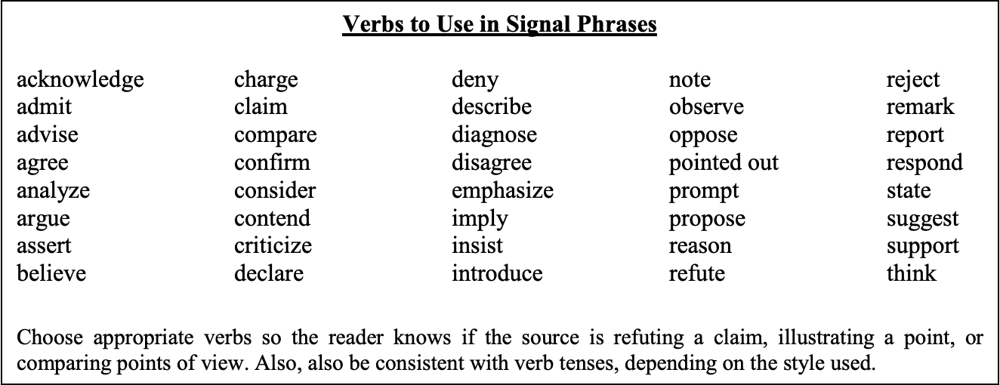 Verbs to Use in Signal Phrases
acknowledge charge deny note reject
admit claim describe observe remark
advise compare diagnose oppose report
agree confirm disagree pointed out respond
analyze consider emphasize prompt state
argue contend imply propose suggest
assert criticize insist reason support
believe declare introduce refute think
Choose appropriate verbs so the reader knows if the source is refuting a claim, illustrating a point, or
comparing points of view. Also, also be consistent with verb tenses, depending on the style used.